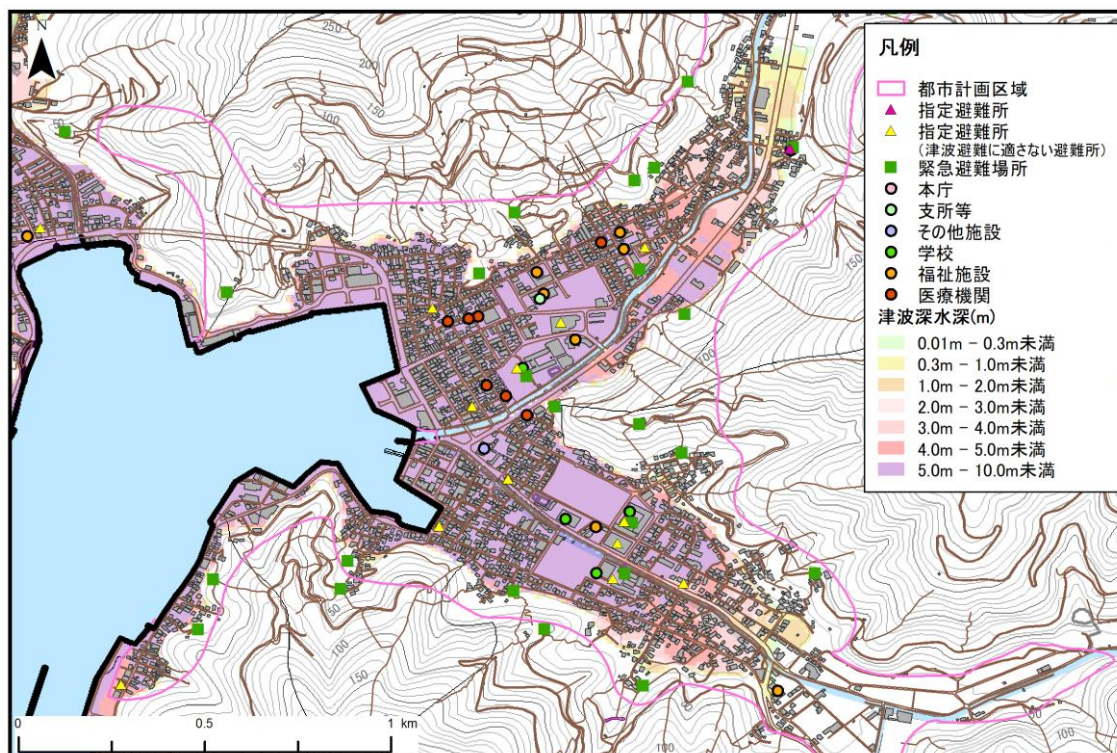 N
250
200
150
100
50
100
50
150
100
50
100
150
100
50
100
50
100
0
0.5
1 km
凡例
都市計画区域
指定避難所
指定避難所
(津波避難に適さない避難所)
緊急避難場所
本庁
支所等
その他施設
学校
福祉施設
医療機関
津波深水深(m)
0.01m - 0.3m未満
0.3m - 1.0m未満
1.0m - 2.0m未満
2.0m - 3.0m未満
3.0m - 4.0m未満
4.0m - 5.0m未満
5.0m - 10.0m未満